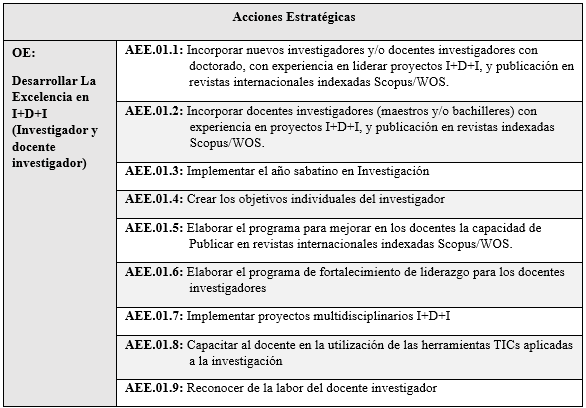 Acciones Estratégicas
OE:
Desarrollar La
Excelencia en
I+D+I
(Investigador y
docente
investigador)
AEE.01.1: Incorporar nuevos investigadores y/o docentes investigadores con
doctorado, con experiencia en liderar proyectos I+D+I, y publicación en
revistas internacionales indexadas Scopus/WOS.
AEE.01.2: Incorporar docentes investigadores (maestros y/o bachilleres) con
experiencia en proyectos I+D+I, y publicación en revistas indexadas
Scopus/WOS.
AEE.01.3: Implementar el año sabatino en Investigación
AEE.01.4: Crear los objetivos individuales del investigador
AEE.01.5: Elaborar el programa para mejorar en los docentes la capacidad de
Publicar en revistas internacionales indexadas Scopus/WOS.
AEE.01.6: Elaborar el programa de fortalecimiento de liderazgo para los docentes
investigadores
AEE.01.7: Implementar proyectos multidisciplinarios I+D+I
AEE.01.8: Capacitar al docente en la utilización de las herramientas TICs aplicadas
a la investigación
AEE.01.9: Reconocer de la labor del docente investigador